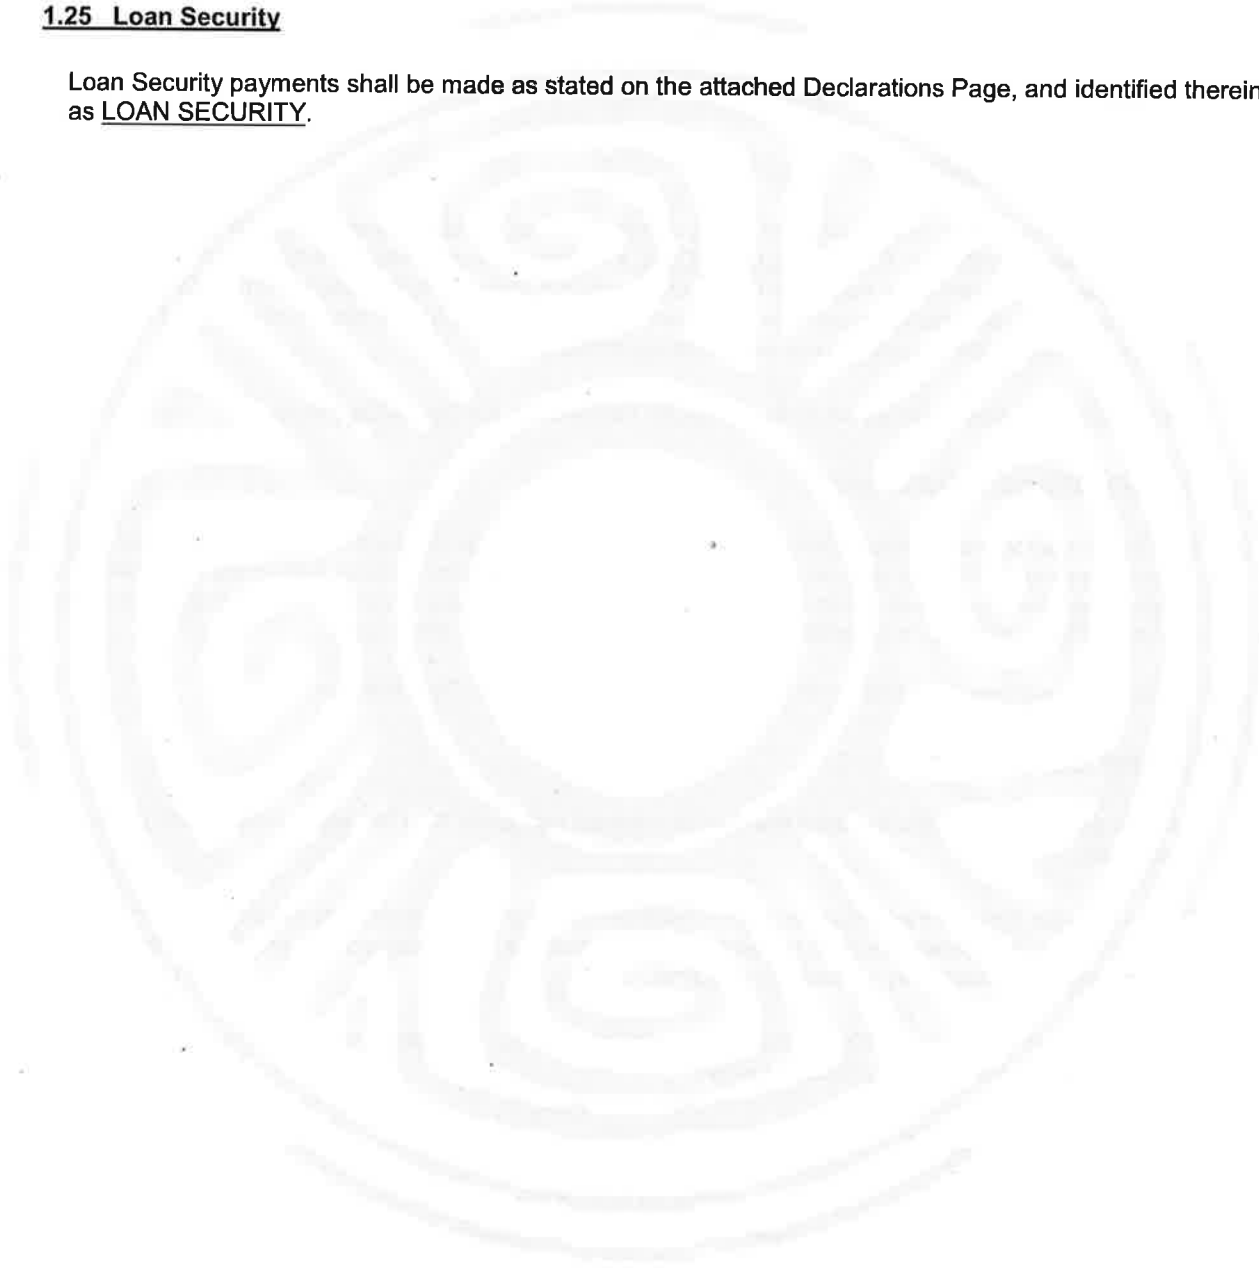 1.25 Loan Security
Loan Security payments shall be made as stated on the attached Declarations Page, and identified therein
as LOAN SECURITY.